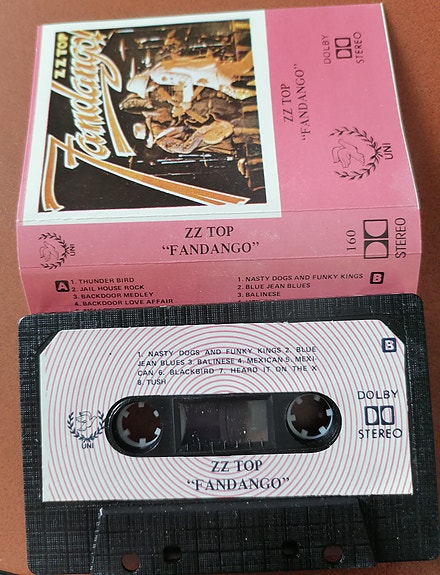 ZZ TOP
Fandango!
DOLBY
STEREO
ZZ TOP
"FANDANGO"
UNI
UNI
ZZ TOP
"FANDANGO"
160
STEREO
A
1. THUNDER BIRD
2. JAIL HOUSE ROCK
3. BACKDOOR MEDLEY
4. BACKDOOR LOVE AFFAIR
1. NASTY DOGS AND FUNKY KINGS
2. BLUE JEAN BLUES
3. BALINESE
B
1. NASTY DOGS AND FUNKY KINGS 2. BLUE
JEAN BLUES 3. BALINESE 4. MEXICAN 5. MEXI-
CAN 6. BLACKBIRD 7. HEARD IT ON THE X
8. TUSH
B
DOLBY
STEREO
UNI
ZZ TOP
"FANDANGO"